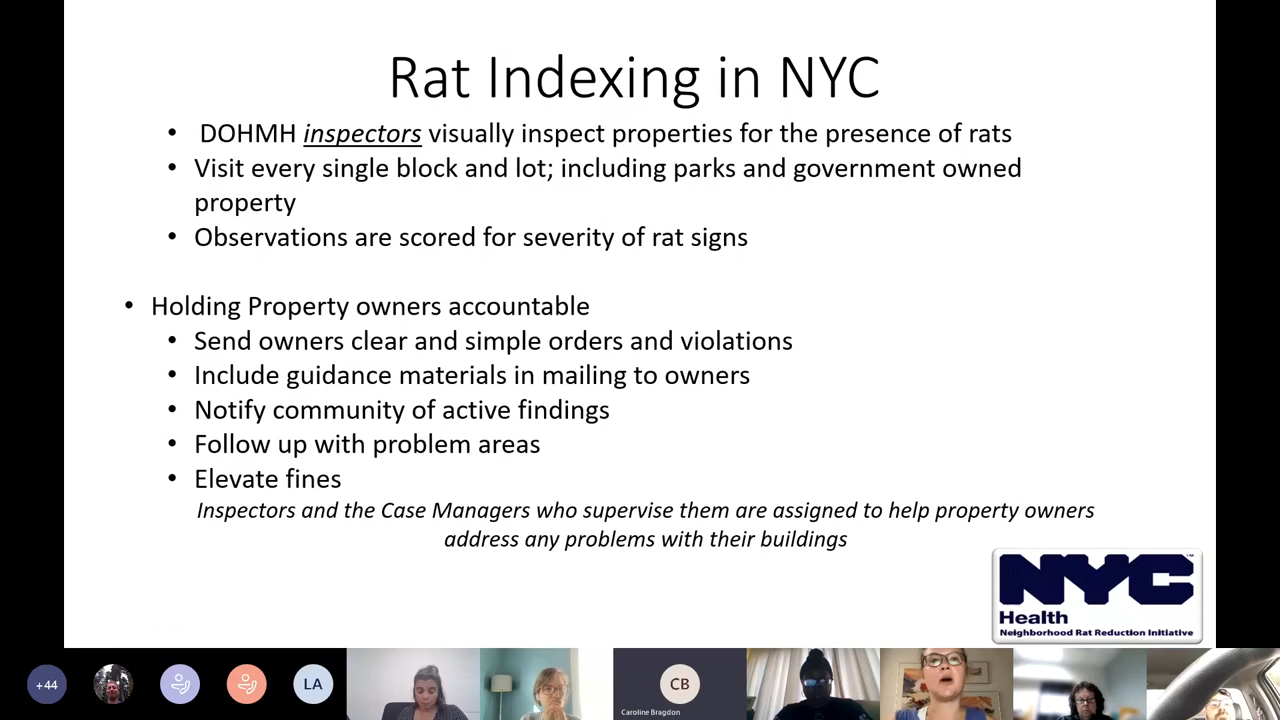 Rat Indexing in NYC
• DOHMH inspectors visually inspect properties for the presence of rats
• Visit every single block and lot; including parks and government owned
property
• Observations are scored for severity of rat signs
• Holding Property owners accountable
• Send owners clear and simple orders and violations
• Include guidance materials in mailing to owners
• Notify community of active findings
• Follow up with problem areas
• Elevate fines
Inspectors and the Case Managers who supervise them are assigned to help property owners
address any problems with their buildings
NYC™
Health
Neighborhood Rat Reduction Initiative
+44
LA
CB
Caroline Bragdon